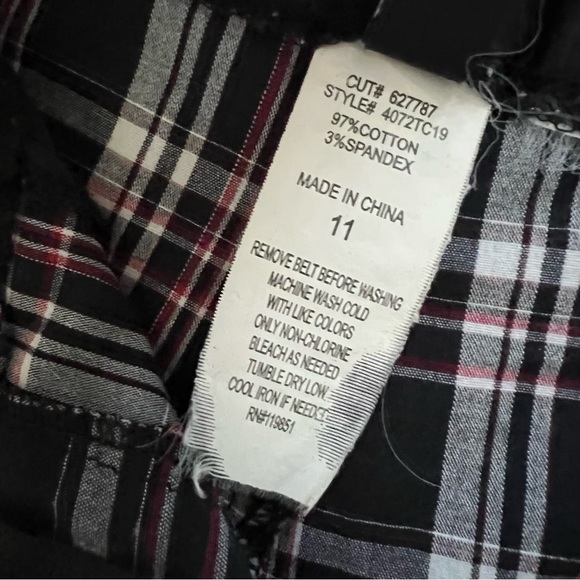 CUT# 627787
STYLE# 4072TC19
97%COTTON
3%SPANDEX
MADE IN CHINA
11
REMOVE BELT BEFORE WASHING
MACHINE WASH COLD
WITH LIKE COLORS
ONLY NON-CHLORINE
BLEACH AS NEEDED
TUMBLE DRY LOW
COOL IRON IF NEEDED
RN#119851